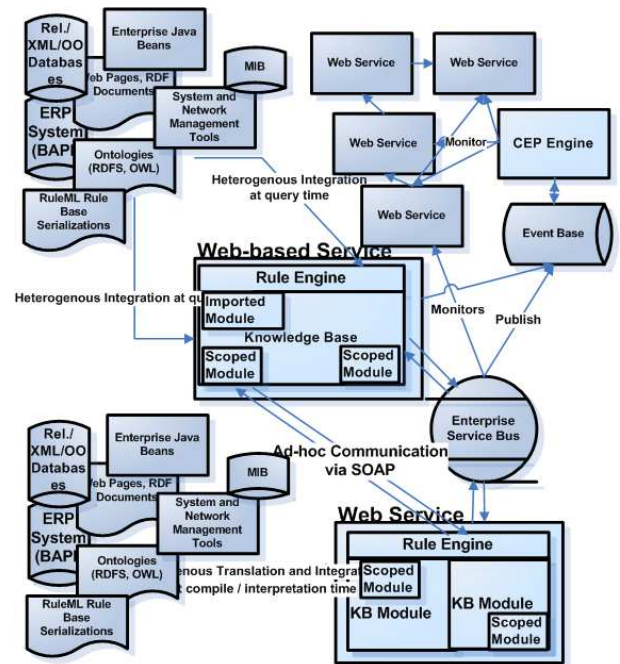 Rel./
XML/OO
Databas
es
Enterprise Java
Beans
MIB
Web Pages, RDF
Documents
ERP
System
(BAPI
System and
Network
Management
Tools
Ontologies
(RDFS, OWL)
RuleML Rule
Base
Serializations
Web Service
Web Service
Web Service
Monitor
CEP Engine
Web Service
Event Base
Heterogenous Integration
at query time
Web-based Service
Rule Engine
Imported
Module
Heterogenous Integration at qu
Knowledge Base
Scoped
Module
Scoped
Module
Monitors
Publish
Enterprise
Service Bus
Ad-hoc Communication
via SOAP
Rel./
XML/OO
Databas
es
Enterprise Java
Beans
MIB
Pages, RDF
Documents
ERP
System
(BAPI
System and
Network
Management
Tools
Ontologies
(RDFS, OWL)
RuleML Rule
Base
Serializations
Translation and Integrat
compile / interpretation time
Web Service
Rule Engine
Scoped
Module
KB Module
KB Module
Scoped
Module